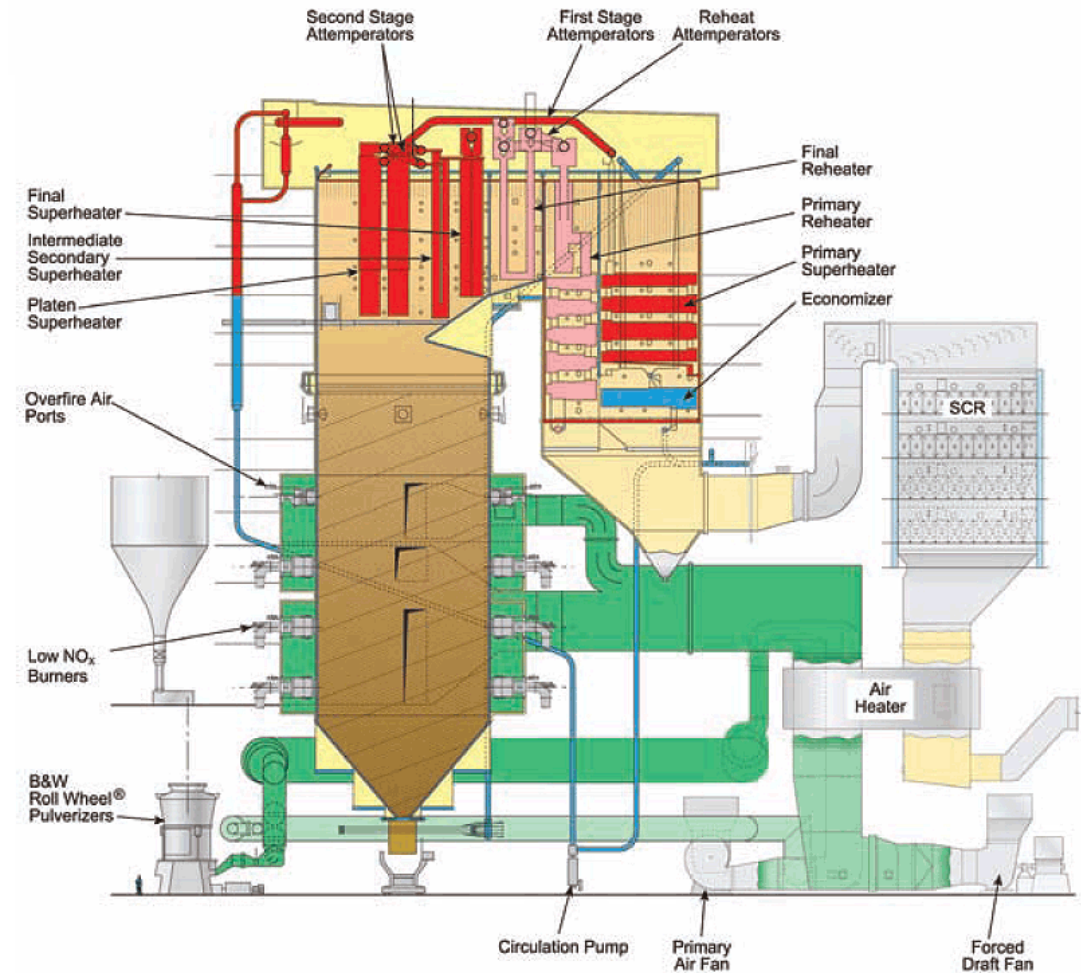 Second Stage
Attemperators
First Stage
Attemperators
Reheat
Attemperators
Final
Reheater
Primary
Reheater
Primary
Superheater
Economizer
Final
Superheater
Intermediate
Secondary
Superheater
Platen
Superheater
Overfire Air
Ports
SCR
Low NOx
Burners
Air
Heater
B&W
Roll Wheel®
Pulverizers
Circulation Pump
Primary
Air Fan
Forced
Draft Fan